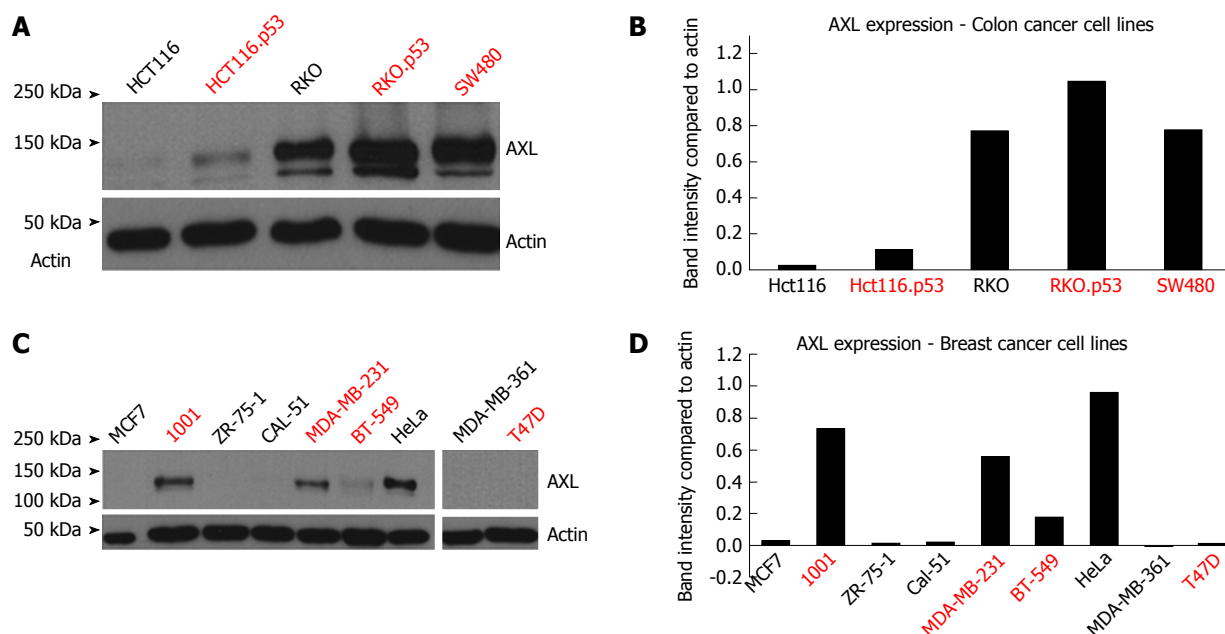 A
HCT116
HCT116.p53
RKO
RKO.p53
SW480
250 kDa
150 kDa
AXL
50 kDa
Actin
Actin
B
AXL expression - Colon cancer cell lines
Band intensity compared to actin
1.2
1.0
0.8
0.6
0.4
0.2
0.0
Hct116
Hct116.p53
RKO
RKO.p53
SW480
C
MCF7
1001
ZR-75-1
CAL-51
MDA-MB-231
BT-549
HeLa
MDA-MB-361
T47D
250 kDa
150 kDa
AXL
100 kDa
50 kDa
Actin
D
AXL expression - Breast cancer cell lines
Band intensity compared to actin
1.2
1.0
0.8
0.6
0.4
0.2
0.0
-0.2
MCF7
1001
ZR-75-1
Cal-51
MDA-MB-231
BT-549
HeLa
MDA-MB-361
T47D